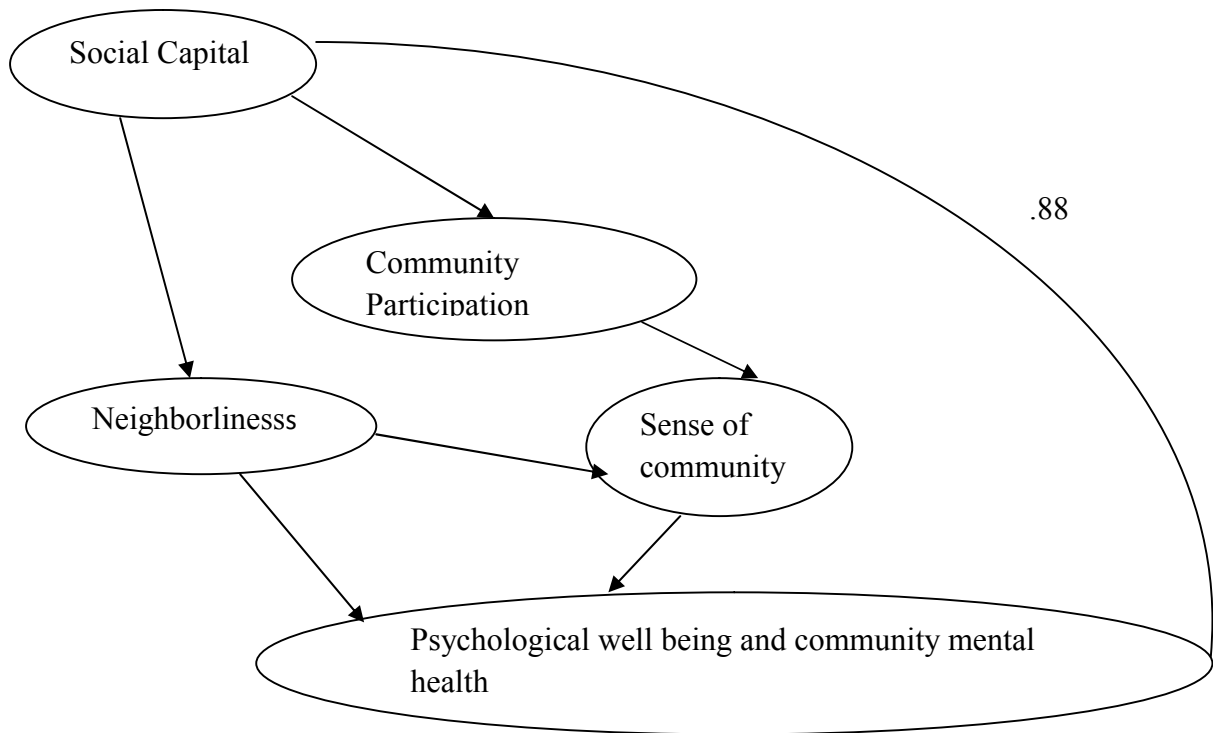 Social Capital
.88
Community
Participation
Neighborlinesss
Sense of
community
Psychological well being and community mental
health